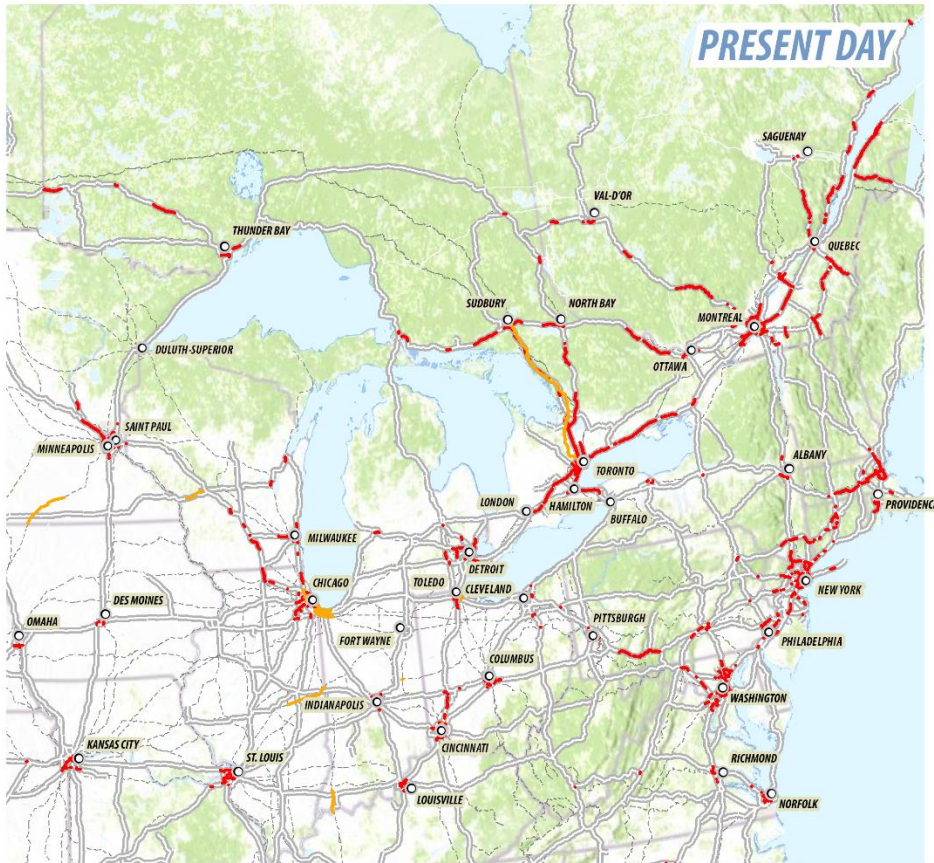 PRESENT DAY
SAGUENAY
VAL-D'OR
THUNDER BAY
QUEBEC
SUDBURY
NORTH BAY
MONTREAL
DULUTH-SUPERIOR
OTTAWA
SAINT PAUL
MINNEAPOLIS
TORONTO
ALBANY
LONDON
HAMILTON
BUFFALO
PROVIDENC
MILWAUKEE
DETROIT
CHICAGO
TOLEDO
CLEVELAND
NEW YORK
DES MOINES
OMAHA
FORT WAYNE
PITTSBURGH
PHILADELPHIA
COLUMBUS
INDIANAPOLIS
WASHINGTON
CINCINNATI
KANSAS CITY
ST. LOUIS
RICHMOND
LOUISVILLE
NORFOLK